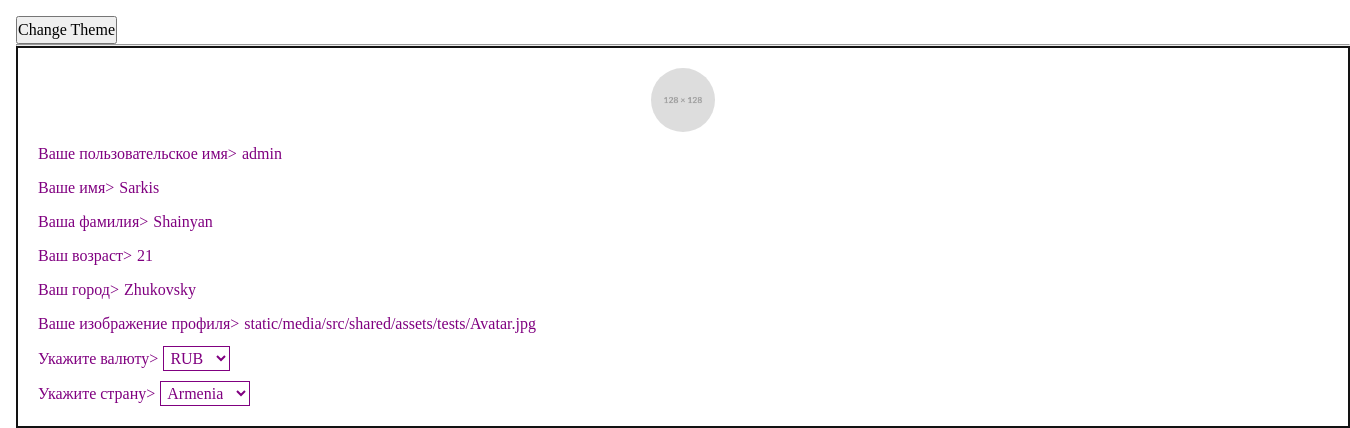 Change Theme
128 × 128
Ваше пользовательское имя> admin
Ваше имя> Sarkis
Ваша фамилия> Shainyan
Ваш возраст> 21
Ваш город> Zhukovsky
Ваше изображение профиля> static/media/src/shared/assets/tests/Avatar.jpg
Укажите валюту> RUB
Укажите страну> Armenia